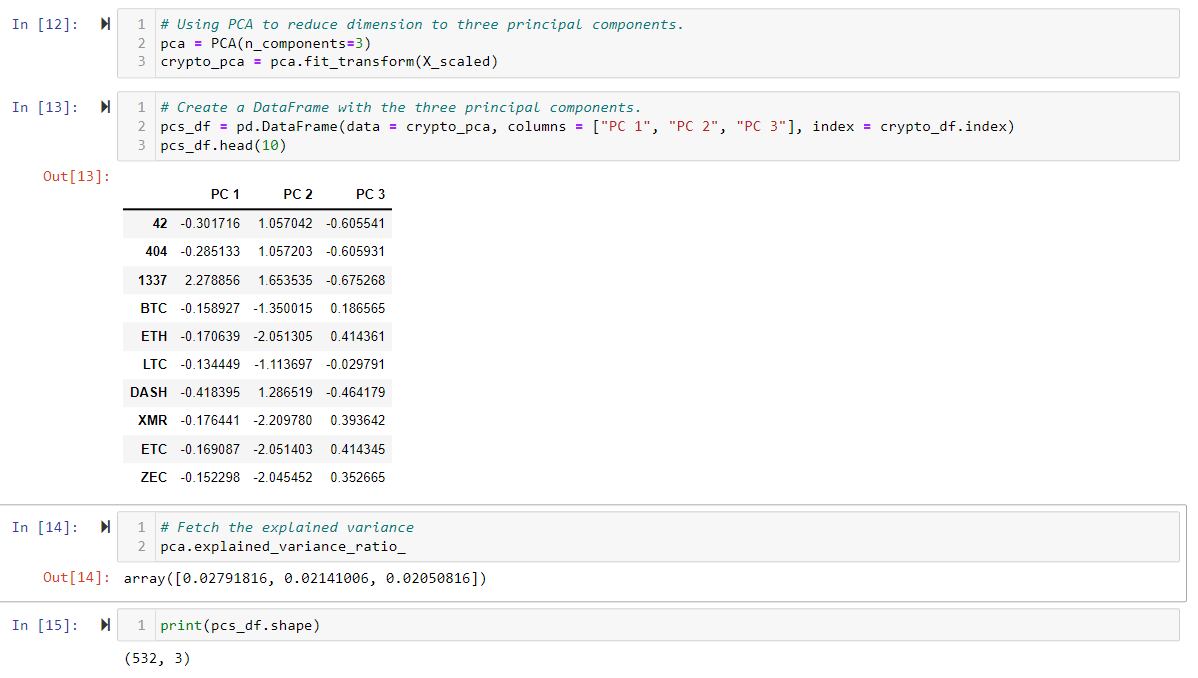 In [12]:
1 # Using PCA to reduce dimension to three principal components.
2 pca = PCA(n_components=3)
3 crypto_pca = pca.fit_transform(X_scaled)
In [13]:
1 # Create a DataFrame with the three principal components.
2 pcs_df = pd.DataFrame(data = crypto_pca, columns = ["PC 1", "PC 2", "PC 3"], index = crypto_df.index)
3 pcs_df.head(10)
Out[13]:
PC 1 PC 2 PC 3
42 -0.301716 1.057042 -0.605541
404 -0.285133 1.057203 -0.605931
1337 2.278856 1.653535 -0.675268
BTC -0.158927 -1.350015 0.186565
ETH -0.170639 -2.051305 0.414361
LTC -0.134449 -1.113697 -0.029791
DASH -0.418395 1.286519 -0.464179
XMR -0.176441 -2.209780 0.393642
ETC -0.169087 -2.051403 0.414345
ZEC -0.152298 -2.045452 0.352665
In [14]:
1 # Fetch the explained variance
2 pca.explained_variance_ratio_
Out[14]: array([0.02791816, 0.02141006, 0.02050816])
In [15]:
1 print(pcs_df.shape)
(532, 3)